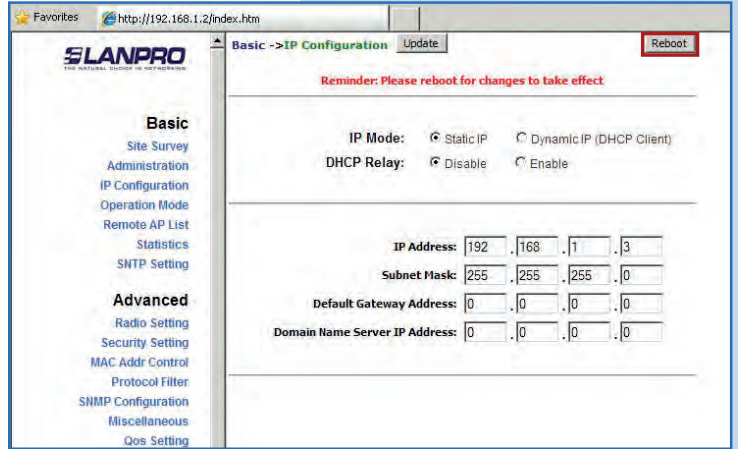 Favorites http://192.168.1.2/index.htm
LANPRO
THE NATURAL CHOICE IN NETWORKING
Basic
Site Survey
Administration
IP Configuration
Operation Mode
Remote AP List
Statistics
SNTP Setting
Advanced
Radio Setting
Security Setting
MAC Addr Control
Protocol Filter
SNMP Configuration
Miscellaneous
Qos Setting
Basic ->IP Configuration Update Reboot
Reminder: Please reboot for changes to take effect
IP Mode: Static IP Dynamic IP (DHCP Client)
DHCP Relay: Disable Enable
IP Address: 192 . 168 . 1 . 3
Subnet Mask: 255 . 255 . 255 . 0
Default Gateway Address: 0 . 0 . 0 . 0
Domain Name Server IP Address: 0 . 0 . 0 . 0